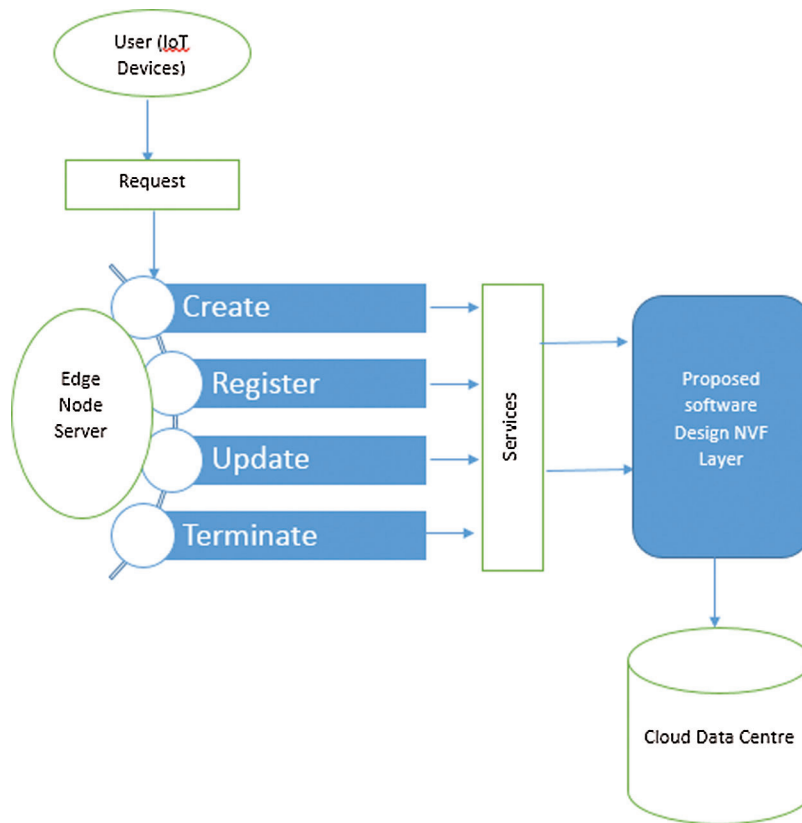 User (IoT
Devices)
Request
Create
Register
Update
Terminate
Edge
Node
Server
Services
Proposed
software
Design NVF
Layer
Cloud Data Centre